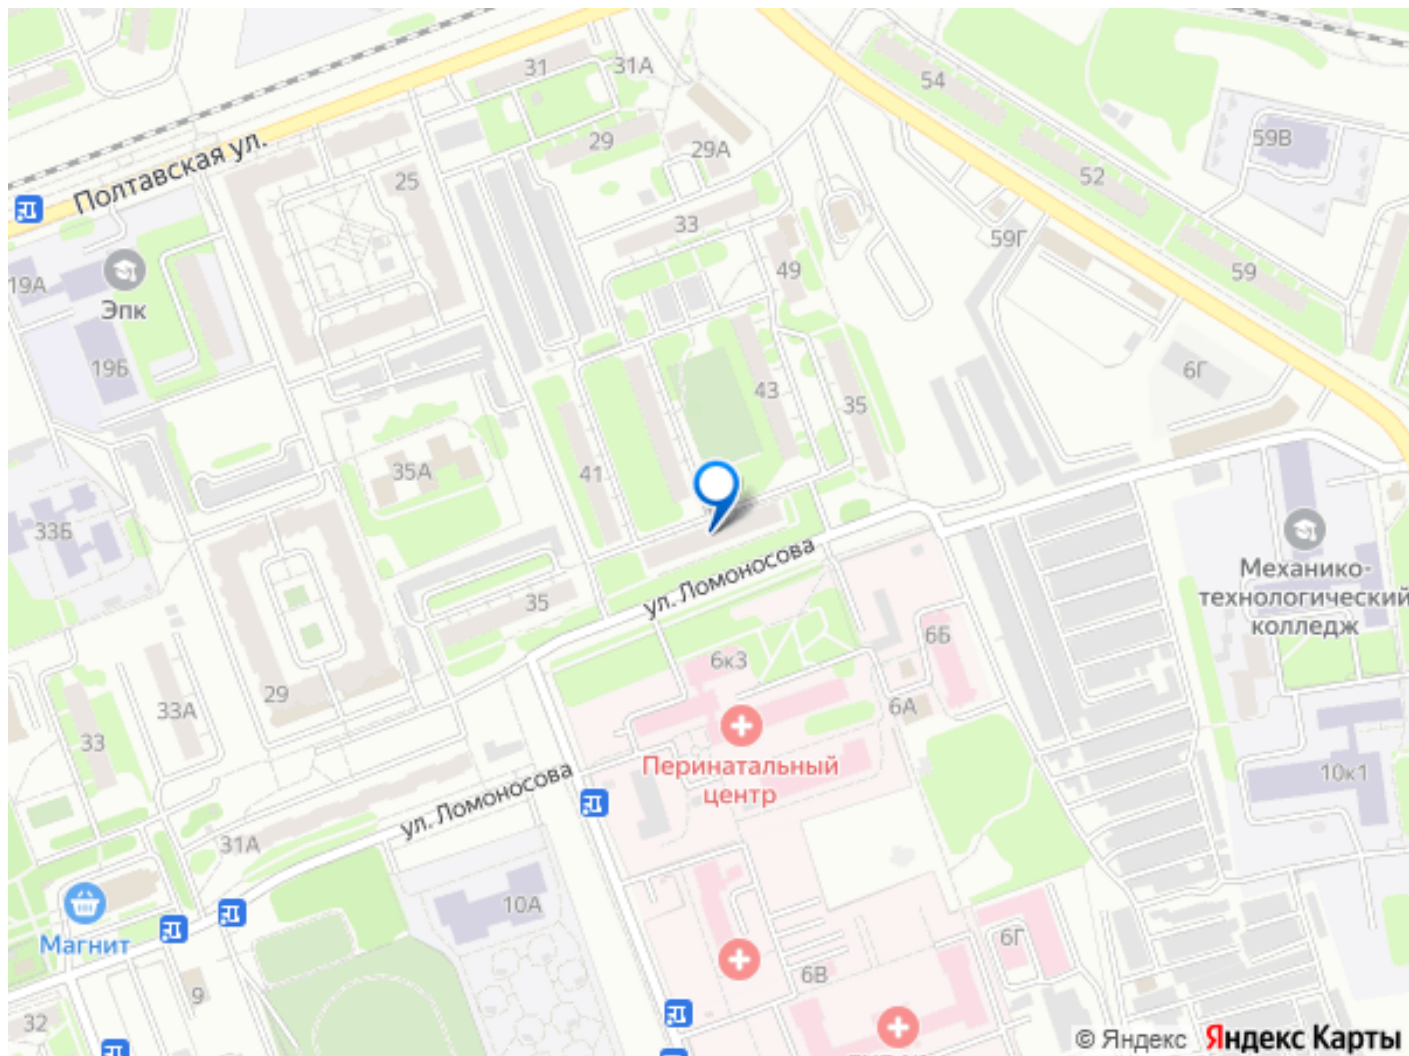 31
31А
54
59В
29
29А
Полтавская ул.
25
52
33
59Г
49
59
19А
Эпк
19Б
6Г
43
35
41
35А
33Б
ул. Ломоносова
Механико-
технологический
колледж
35
6Б
6к3
29
33А
6А
33
Перинатальный
центр
10к1
ул. Ломоносова
31А
10А
Магнит
6Г
6В
9
32
© Яндекс Яндекс Карты